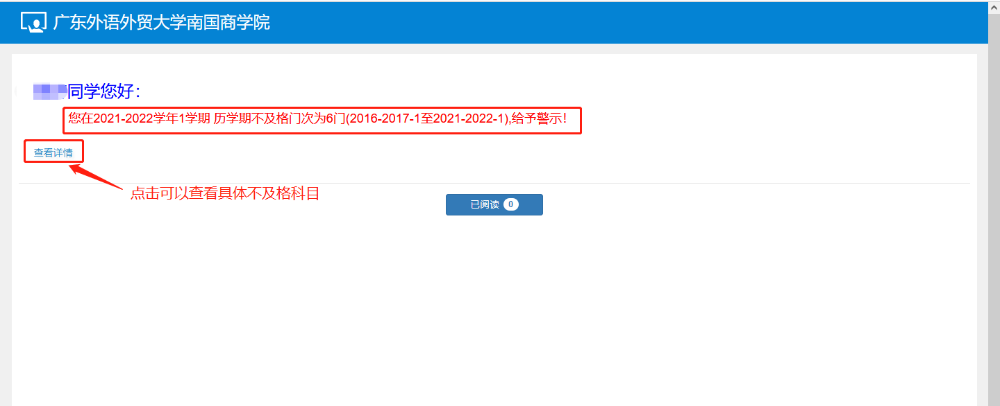 广东外语外贸大学南国商学院
同学您好：
您在2021-2022学年1学期 历学期不及格门次为6门(2016-2017-1至2021-2022-1),给予警示！
查看详情
点击可以查看具体不及格科目
已阅读 0